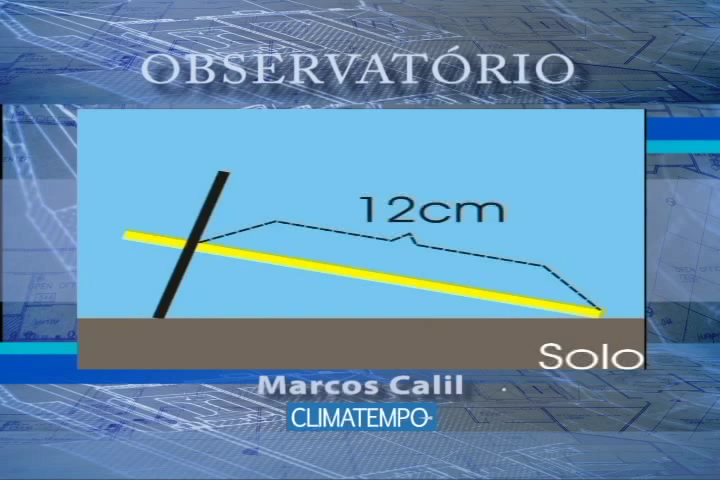 OBSERVATÓRIO
12cm
Solo
Marcos Calil
CLIMATEMPO